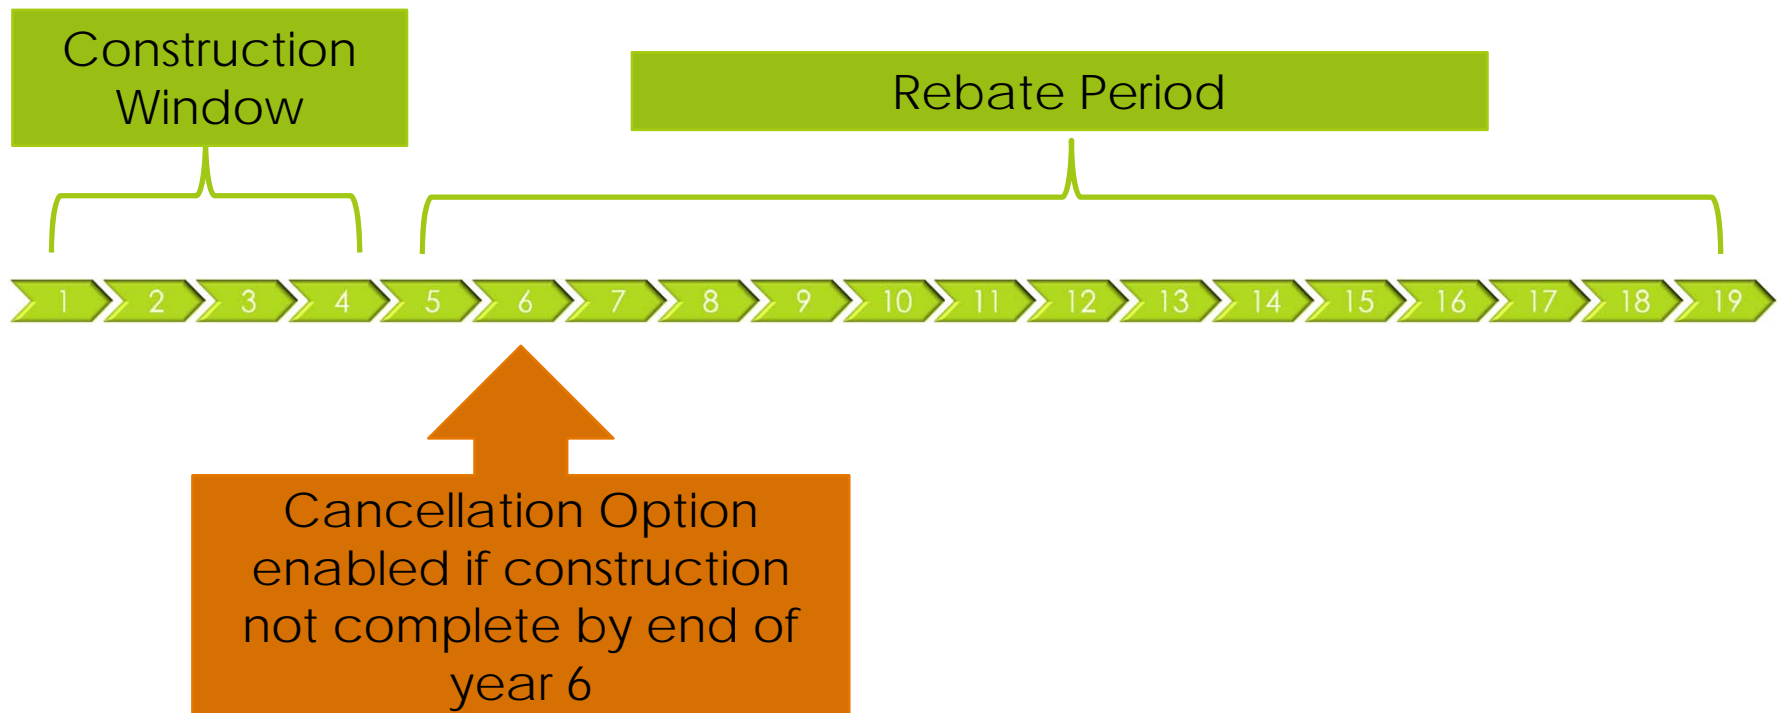 Construction
Window
Rebate Period
1 2 3 4 5 6 7 8 9 10 11 12 13 14 15 16 17 18 19
Cancellation Option
enabled if construction
not complete by end of
year 6